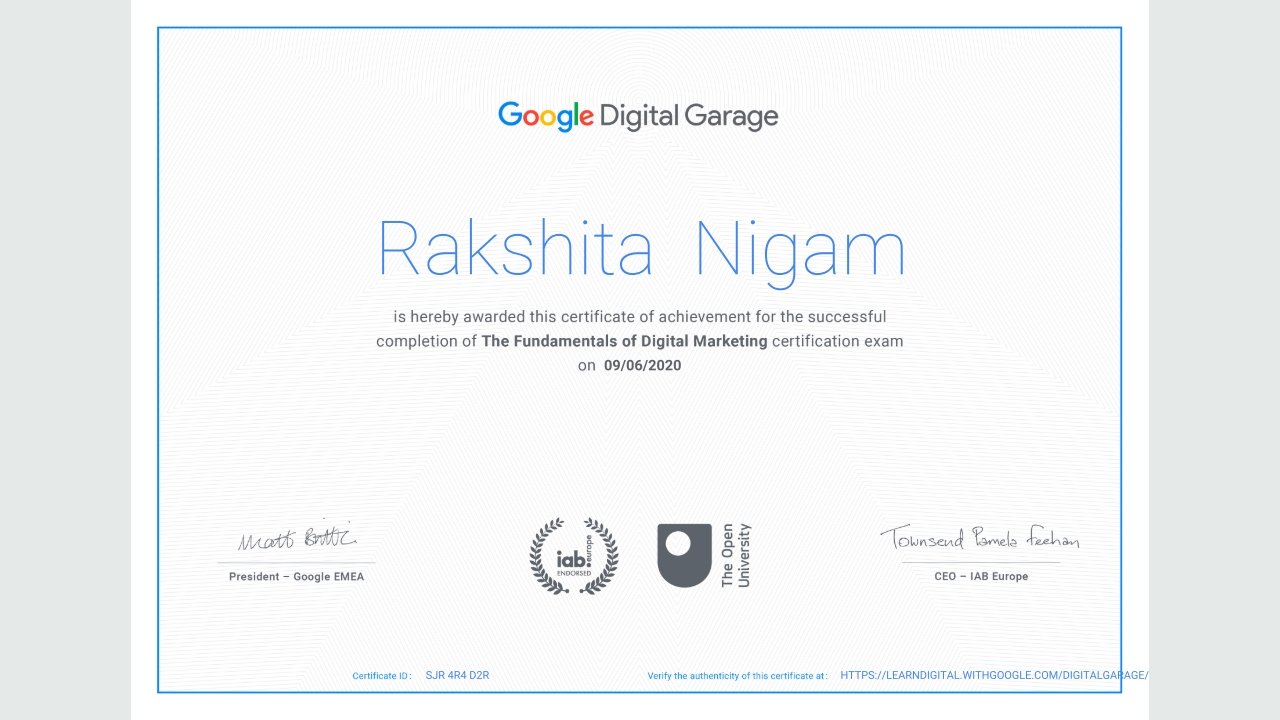 Google Digital Garage
Rakshita Nigam
is hereby awarded this certificate of achievement for the successful
completion of The Fundamentals of Digital Marketing certification exam
on 09/06/2020
Matt Brittin
President – Google EMEA
iab: europe
ENDORSED
The Open
University
Townsend Pamela Feehan
CEO – IAB Europe
Certificate ID: SJR 4R4 D2R
Verify the authenticity of this certificate at: HTTPS://LEARNDIGITAL.WITHGOOGLE.COM/DIGITALGARAGE/